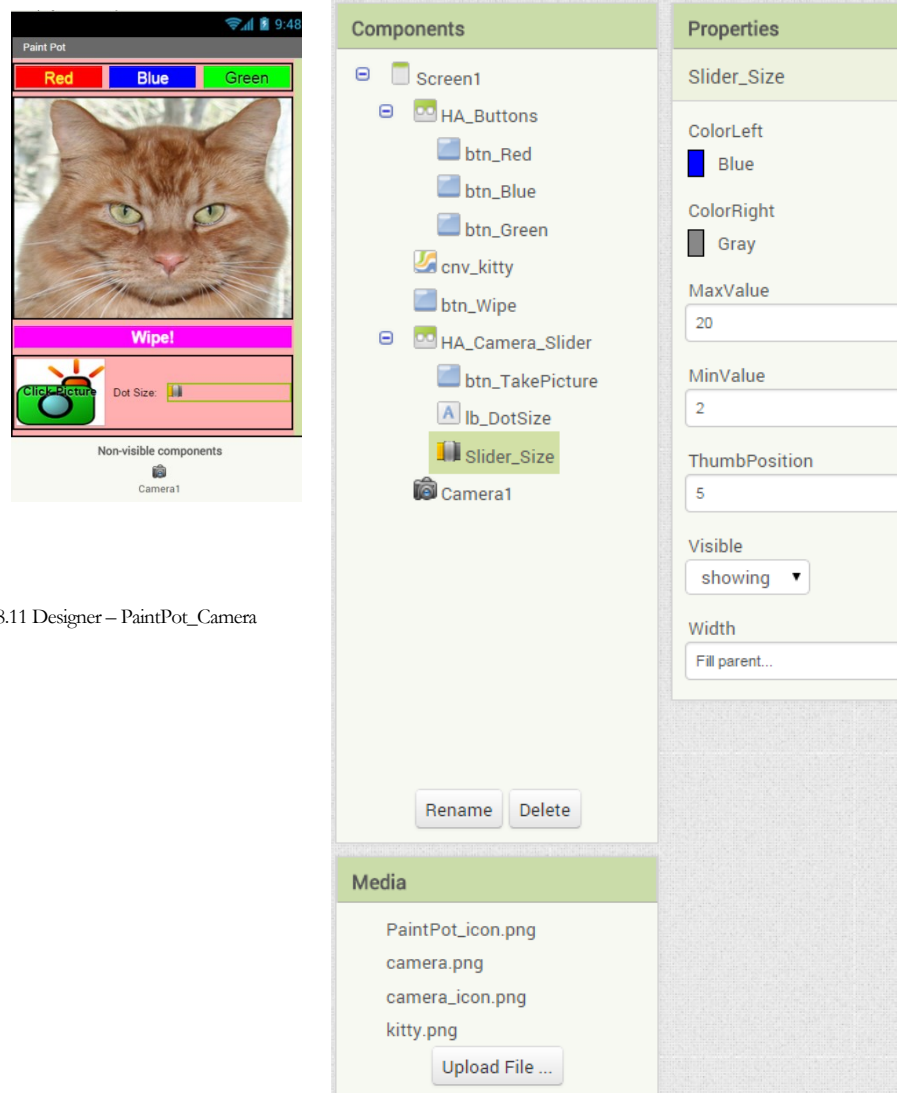 9:48
Paint Pot
Red Blue Green
Wipe!
Click Picture Dot Size:
Non-visible components
Camera1
8.11 Designer – PaintPot_Camera
Components
Screen1
HA_Buttons
btn_Red
btn_Blue
btn_Green
cnv_kitty
btn_Wipe
HA_Camera_Slider
btn_TakePicture
A lb_DotSize
Slider_Size
Camera1
Rename Delete
Media
PaintPot_icon.png
camera.png
camera_icon.png
kitty.png
Upload File ...
Properties
Slider_Size
ColorLeft
Blue
ColorRight
Gray
MaxValue
20
MinValue
2
ThumbPosition
5
Visible
showing
Width
Fill parent...